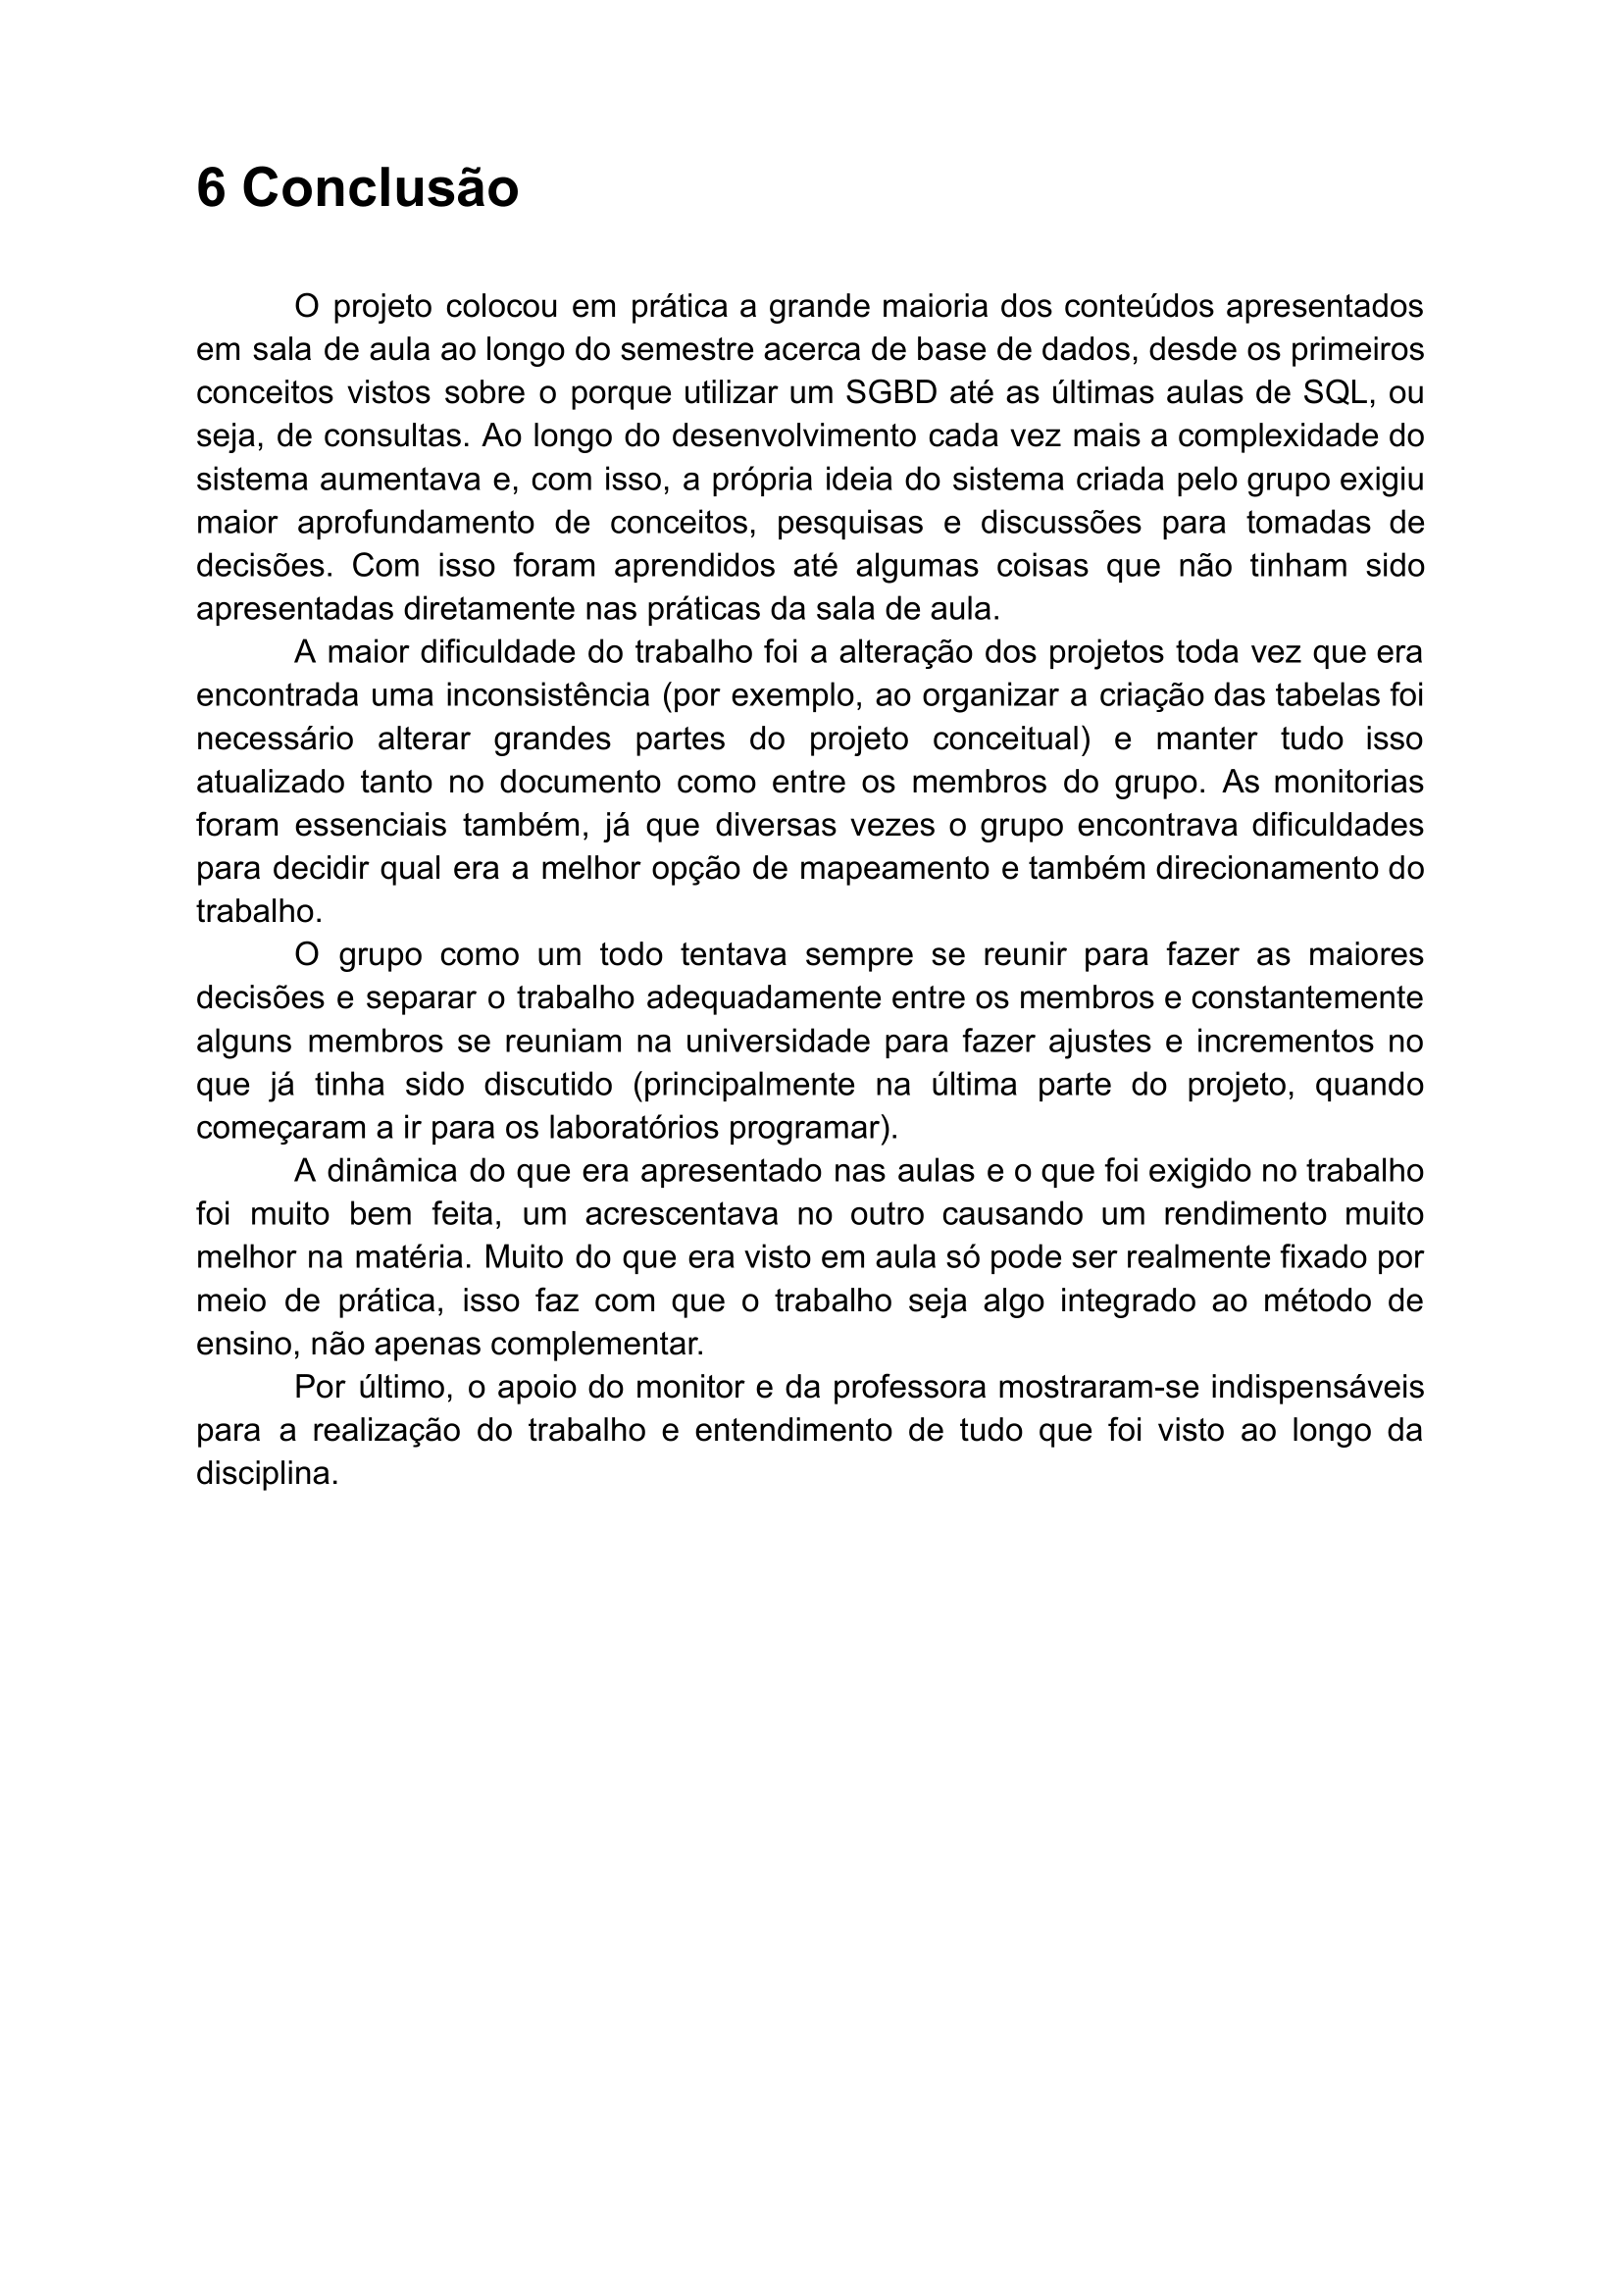 6 Conclusão
O projeto colocou em prática a grande maioria dos conteúdos apresentados
em sala de aula ao longo do semestre acerca de base de dados, desde os primeiros
conceitos vistos sobre o porque utilizar um SGBD até as últimas aulas de SQL, ou
seja, de consultas. Ao longo do desenvolvimento cada vez mais a complexidade do
sistema aumentava e, com isso, a própria ideia do sistema criada pelo grupo exigiu
maior aprofundamento de conceitos, pesquisas e discussões para tomadas de
decisões. Com isso foram aprendidos até algumas coisas que não tinham sido
apresentadas diretamente nas práticas da sala de aula.
A maior dificuldade do trabalho foi a alteração dos projetos toda vez que era
encontrada uma inconsistência (por exemplo, ao organizar a criação das tabelas foi
necessário alterar grandes partes do projeto conceitual) e manter tudo isso
atualizado tanto no documento como entre os membros do grupo. As monitorias
foram essenciais também, já que diversas vezes o grupo encontrava dificuldades
para decidir qual era a melhor opção de mapeamento e também direcionamento do
trabalho.
O grupo como um todo tentava sempre se reunir para fazer as maiores
decisões e separar o trabalho adequadamente entre os membros e constantemente
alguns membros se reuniam na universidade para fazer ajustes e incrementos no
que já tinha sido discutido (principalmente na última parte do projeto, quando
começaram a ir para os laboratórios programar).
A dinâmica do que era apresentado nas aulas e o que foi exigido no trabalho
foi muito bem feita, um acrescentava no outro causando um rendimento muito
melhor na matéria. Muito do que era visto em aula só pode ser realmente fixado por
meio de prática, isso faz com que o trabalho seja algo integrado ao método de
ensino, não apenas complementar.
Por último, o apoio do monitor e da professora mostraram-se indispensáveis
para a realização do trabalho e entendimento de tudo que foi visto ao longo da
disciplina.